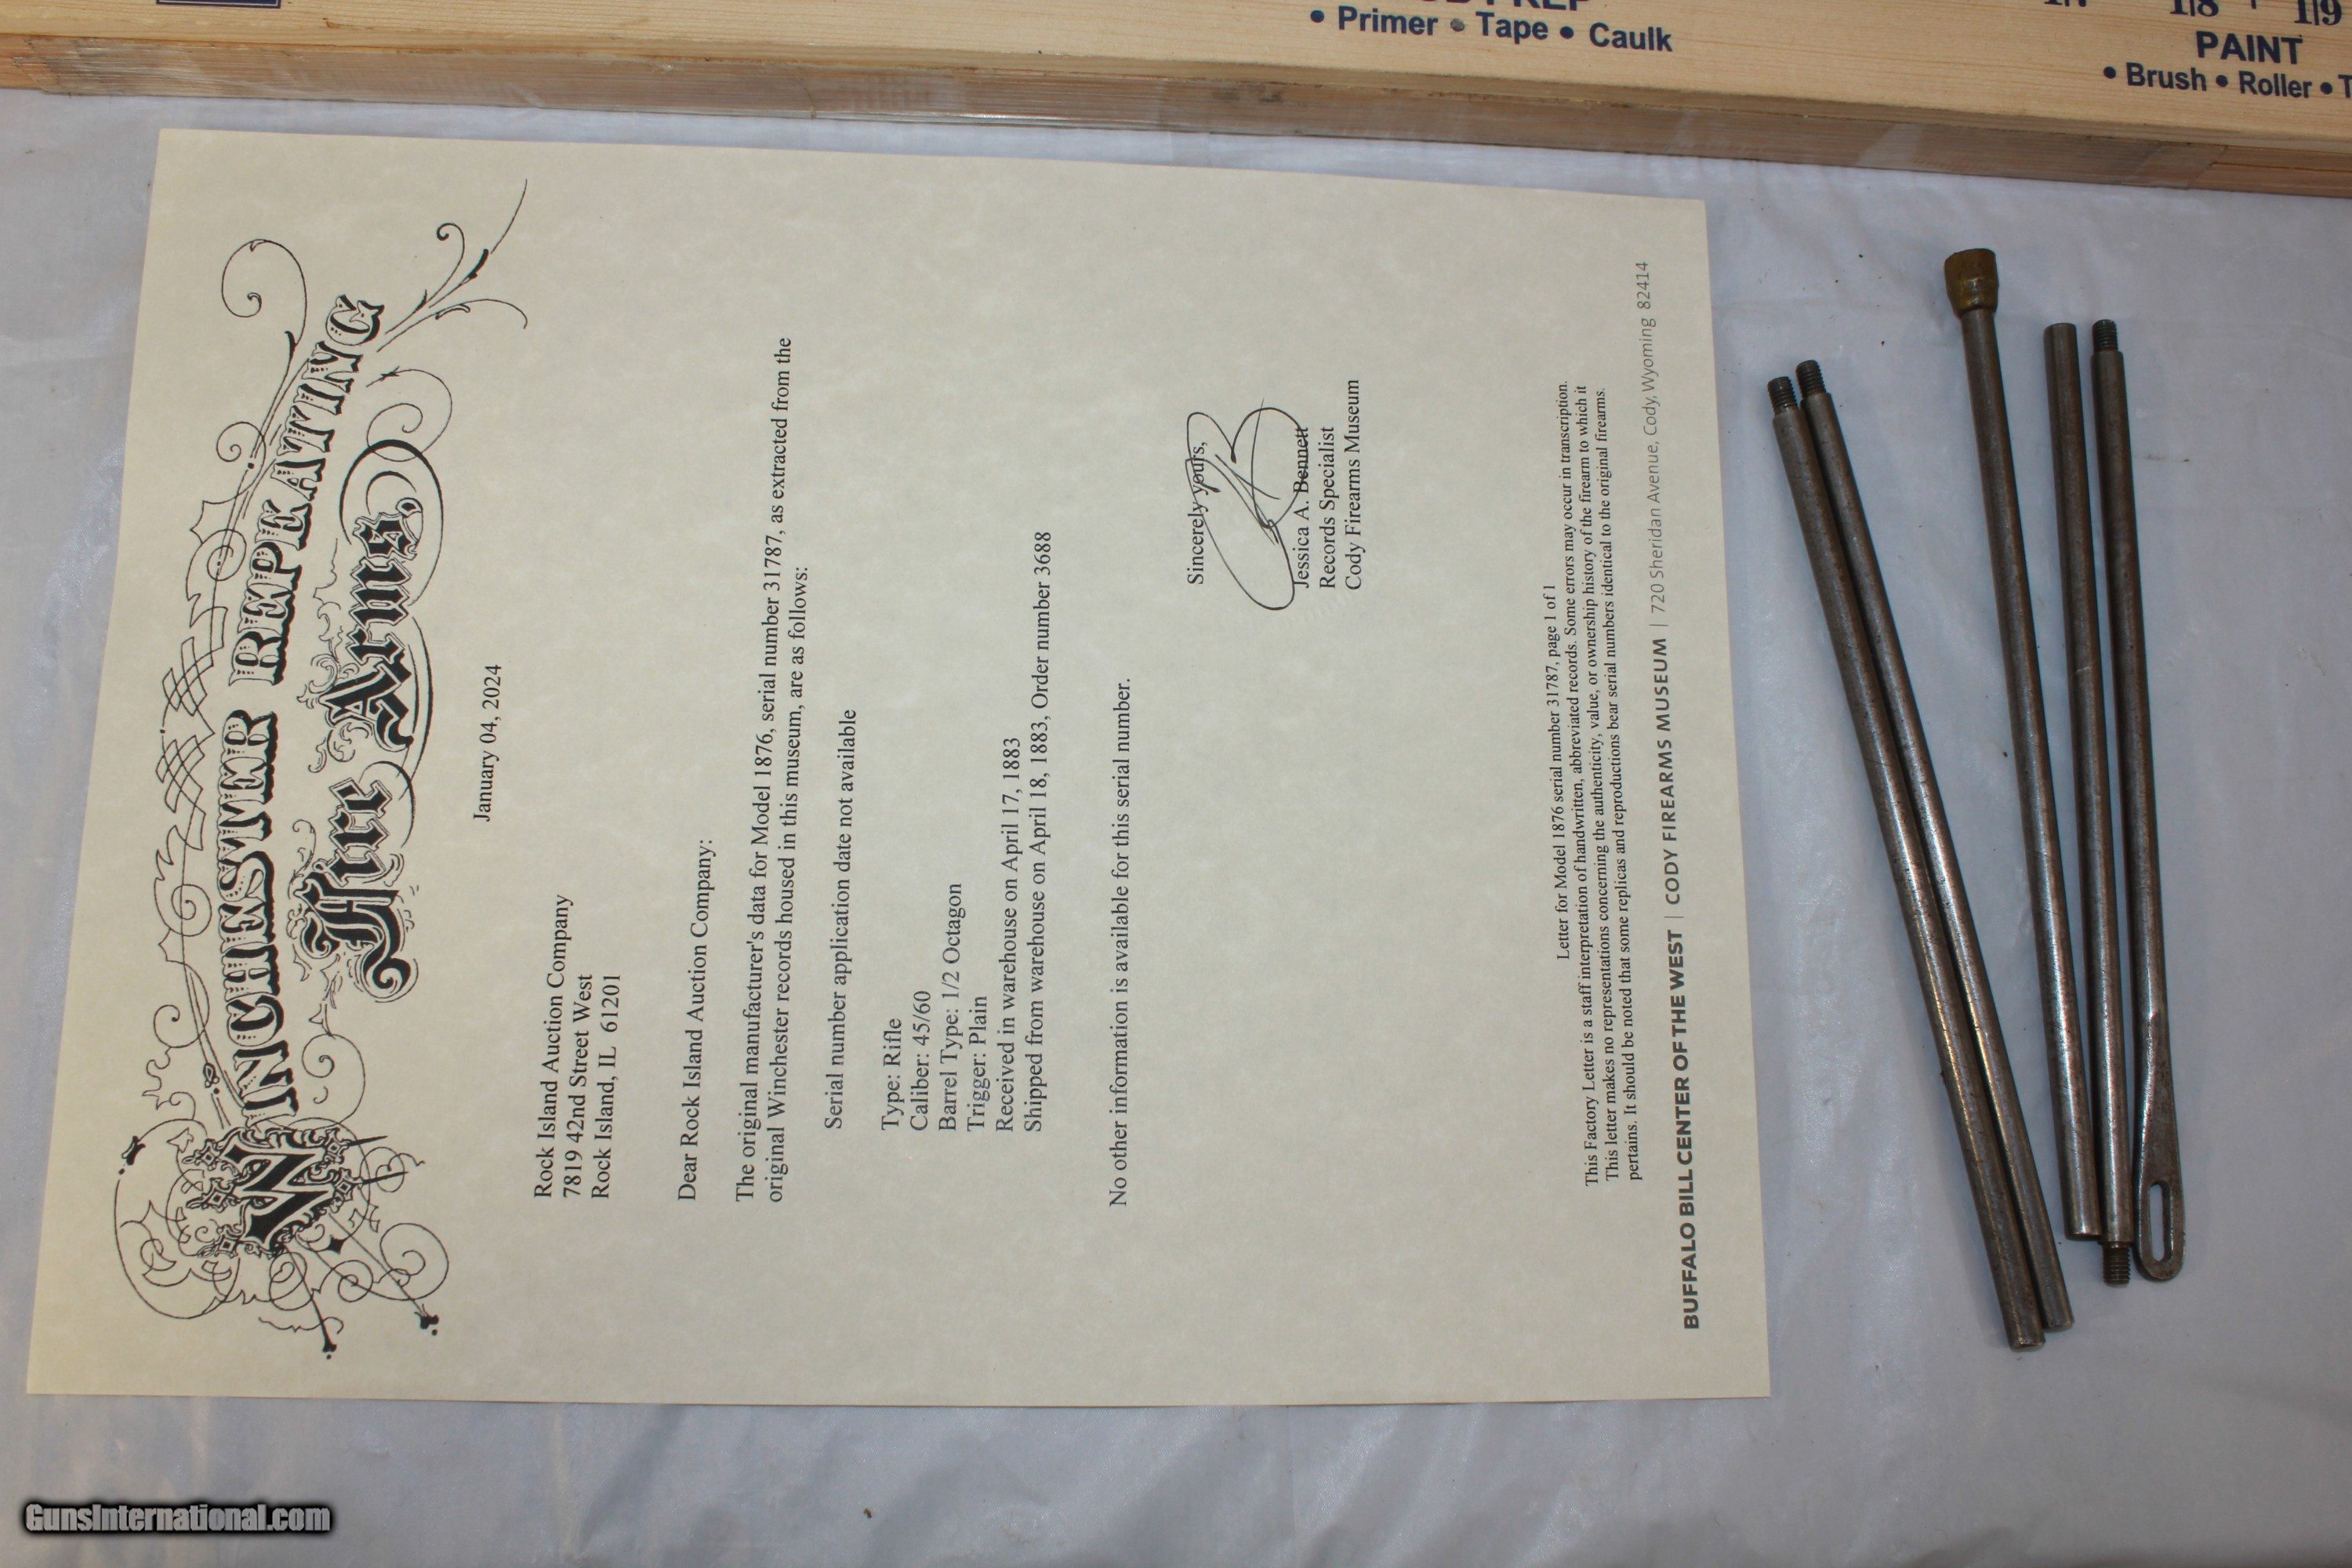 • Primer • Tape • Caulk
1|8 1|9
PAINT
• Brush • Roller • T
WINCHESTER REPEATING
Fire Arms
January 04, 2024
Rock Island Auction Company
7819 42nd Street West
Rock Island, IL 61201
Dear Rock Island Auction Company:
The original manufacturer's data for Model 1876, serial number 31787, as extracted from the
original Winchester records housed in this museum, are as follows:
Serial number application date not available
Type: Rifle
Caliber: 45/60
Barrel Type: 1/2 Octagon
Trigger: Plain
Received in warehouse on April 17, 1883
Shipped from warehouse on April 18, 1883, Order number 3688
No other information is available for this serial number.
Sincerely yours,
Jessica A. Bennett
Records Specialist
Cody Firearms Museum
Letter for Model 1876 serial number 31787, page 1 of 1
This Factory Letter is a staff interpretation of handwritten, abbreviated records. Some errors may occur in transcription.
This letter makes no representations concerning the authenticity, value, or ownership history of the firearm to which it
pertains. It should be noted that some replicas and reproductions bear serial numbers identical to the original firearms.
BUFFALO BILL CENTER OF THE WEST | CODY FIREARMS MUSEUM | 720 Sheridan Avenue, Cody, Wyoming 82414
GunsInternational.com